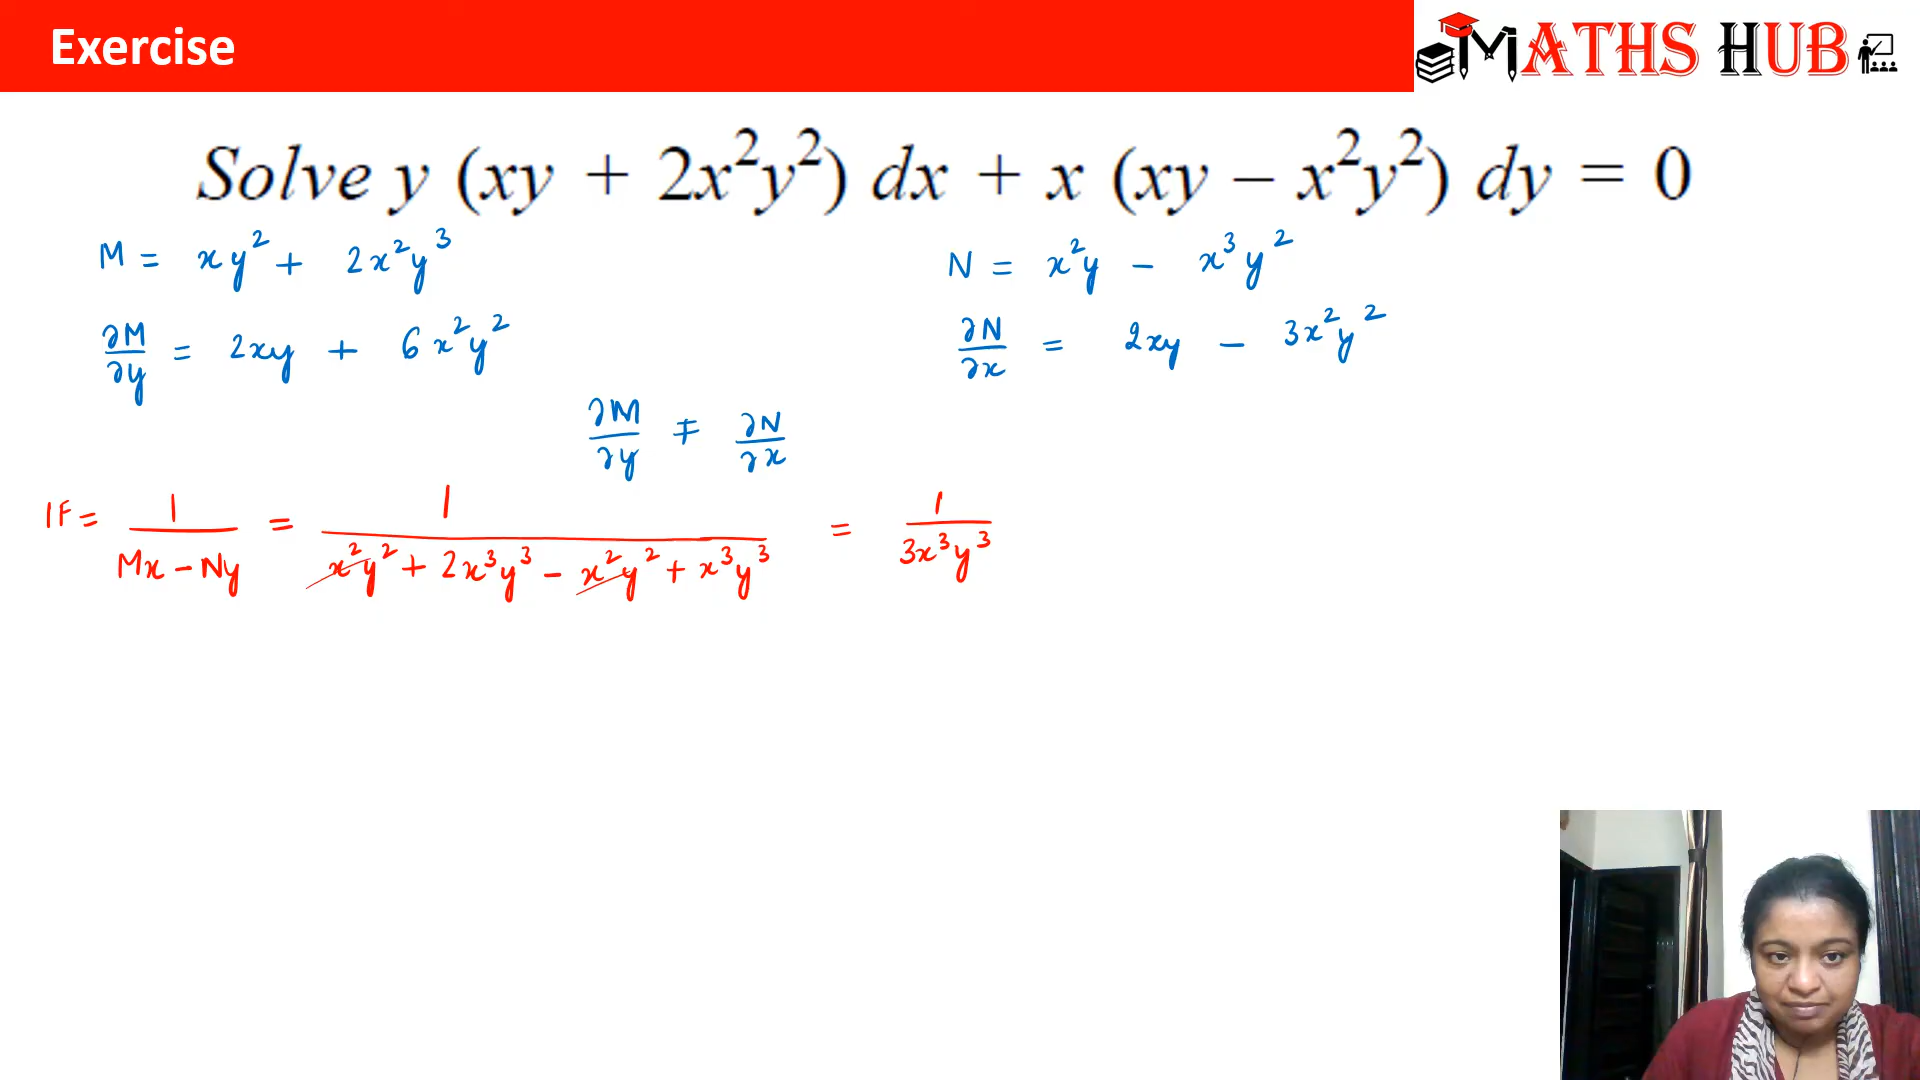 Exercise
MATHS HUB
Solve y (xy + 2x²y²) dx + x (xy – x²y²) dy = 0
M = xy² + 2x²y³
N = x²y – x³y²
∂M/∂y = 2xy + 6x²y²
∂N/∂x = 2xy – 3x²y²
∂M/∂y ≠ ∂N/∂x
IF = 1/(Mx – Ny) = 1/(x²y² + 2x³y³ – x²y² + x³y³) = 1/(3x³y³)